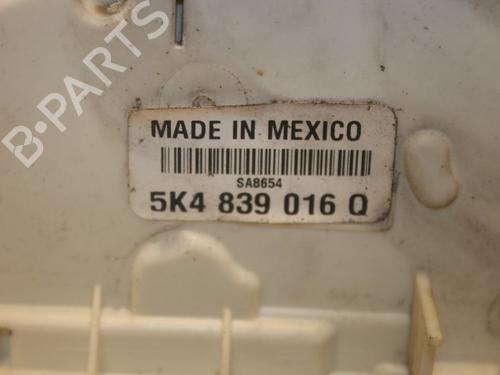 B-PARTS
MADE IN MEXICO
SA8654
5K4 839 016 Q